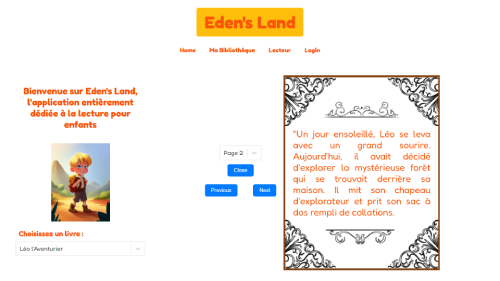 Eden's Land
Home Ma Bibliothèque Lecteur Login
Bienvenue sur Eden's Land,
l'application entièrement
dédiée à la lecture pour
enfants
Choisissez un livre :
Léo l'Aventurier
Page 2
Close
Previous Next
"Un jour ensoleillé, Léo se leva
avec un grand sourire.
Aujourd'hui, il avait décidé
d'explorer la mystérieuse forêt
qui se trouvait derrière sa
maison. Il mit son chapeau
d'explorateur et prit son sac à
dos rempli de collations.